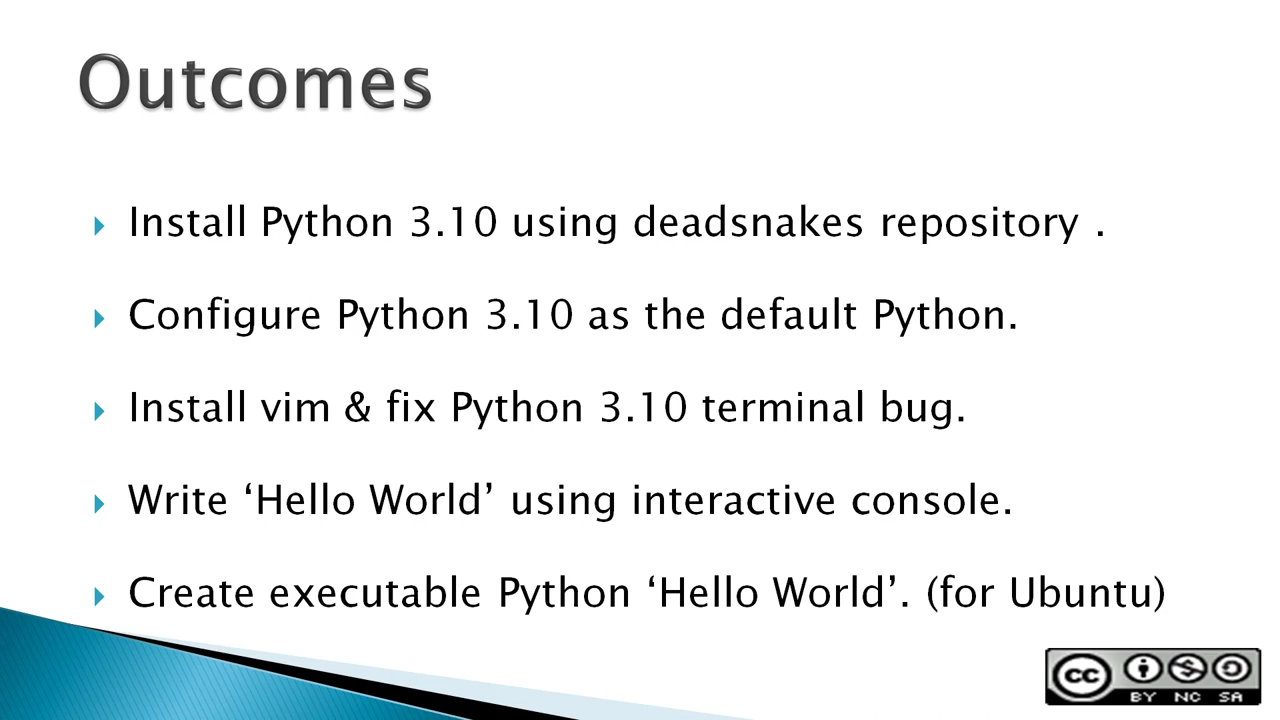 Outcomes
Install Python 3.10 using deadsnakes repository .
Configure Python 3.10 as the default Python.
Install vim & fix Python 3.10 terminal bug.
Write ‘Hello World’ using interactive console.
Create executable Python ‘Hello World’. (for Ubuntu)
cc
BY NC SA